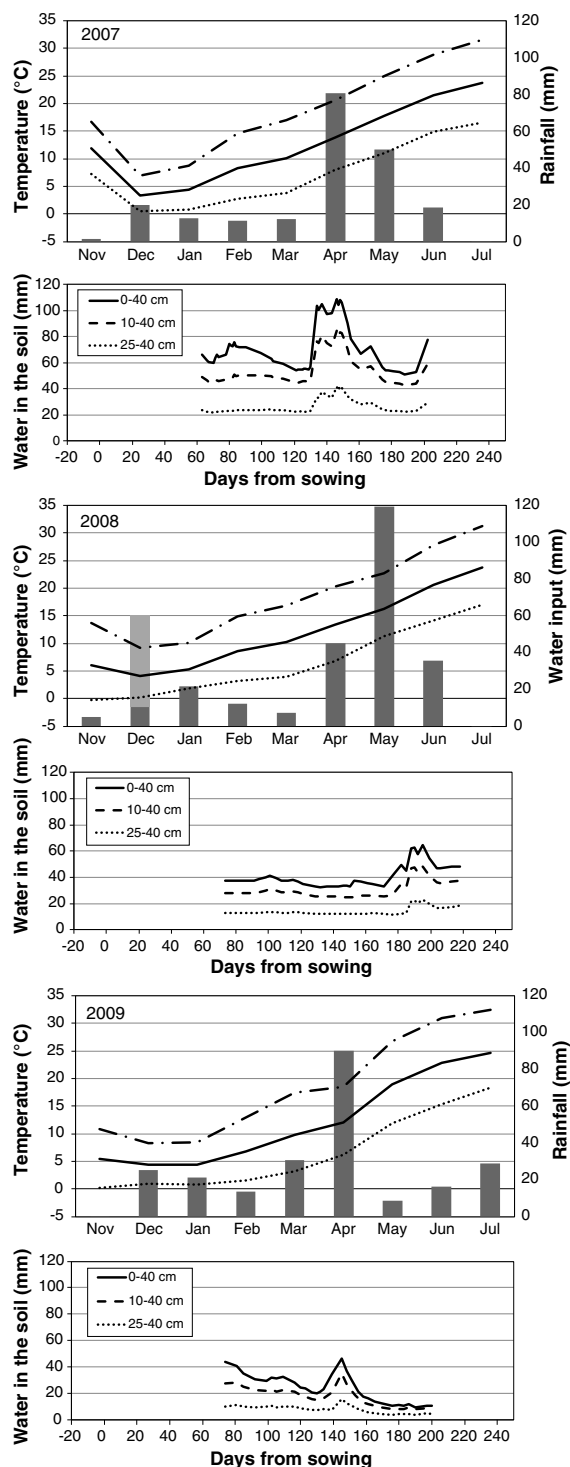 2007
Temperature (°C)
35
30
25
20
15
10
5
0
-5
120
100
80
60
40
20
0
Rainfall (mm)
Nov Dec Jan Feb Mar Apr May Jun Jul
Water in the soil (mm)
120
100
80
60
40
20
0
0-40 cm
10-40 cm
25-40 cm
-20 0 20 40 60 80 100 120 140 160 180 200 220 240
Days from sowing
2008
Temperature (°C)
35
30
25
20
15
10
5
0
-5
120
100
80
60
40
20
0
Water input (mm)
Nov Dec Jan Feb Mar Apr May Jun Jul
Water in the soil (mm)
120
100
80
60
40
20
0
0-40 cm
10-40 cm
25-40 cm
-20 0 20 40 60 80 100 120 140 160 180 200 220 240
Days from sowing
2009
Temperature (°C)
35
30
25
20
15
10
5
0
-5
120
100
80
60
40
20
0
Rainfall (mm)
Nov Dec Jan Feb Mar Apr May Jun Jul
Water in the soil (mm)
120
100
80
60
40
20
0
0-40 cm
10-40 cm
25-40 cm
-20 0 20 40 60 80 100 120 140 160 180 200 220 240
Days from sowing